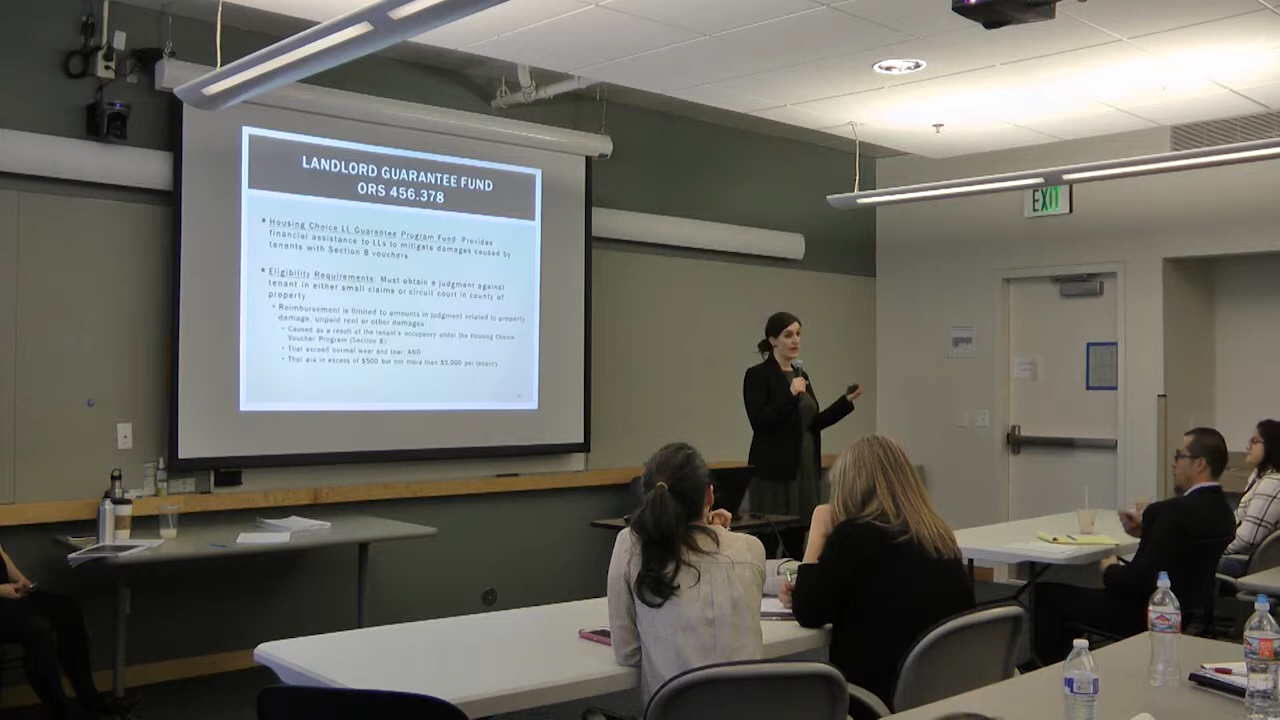 LANDLORD GUARANTEE FUND
ORS 456.378
• Housing Choice LL Guarantee Program Fund: Provides
financial assistance to LLs to mitigate damages caused by
tenants with Section 8 vouchers.
• Eligibility Requirements: Must obtain a judgment against
tenant in either small claims or circuit court in county of
property.
• Reimbursement is limited to amounts in judgment related to property
damage, unpaid rent or other damages:
• Caused as a result of the tenant's occupancy under the Housing Choice
Voucher Program (Section 8);
• That exceed normal wear and tear; AND
• That are in excess of $500 but not more than $5,000 per tenant.
EXIT